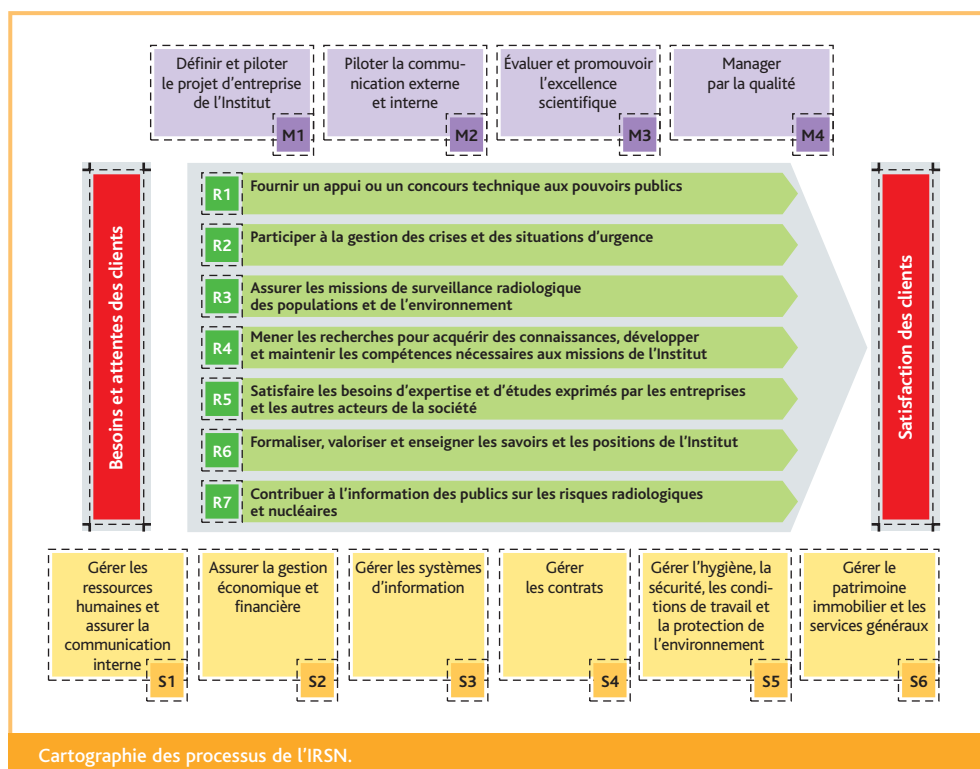 Définir et piloter
le projet d'entreprise
de l'Institut
M1
Piloter la commu-
nication externe
et interne
M2
Évaluer et promouvoir
l'excellence
scientifique
M3
Manager
par la qualité
M4
Besoins et attentes des clients
R1
Fournir un appui ou un concours technique aux pouvoirs publics
R2
Participer à la gestion des crises et des situations d'urgence
R3
Assurer les missions de surveillance radiologique
des populations et de l'environnement
R4
Mener les recherches pour acquérir des connaissances, développer
et maintenir les compétences nécessaires aux missions de l'Institut
R5
Satisfaire les besoins d'expertise et d'études exprimés par les entreprises
et les autres acteurs de la société
R6
Formaliser, valoriser et enseigner les savoirs et les positions de l'Institut
R7
Contribuer à l'information des publics sur les risques radiologiques
et nucléaires
Satisfaction des clients
Gérer les
ressources
humaines et
assurer la
communication
interne
S1
Assurer la gestion
économique et
financière
S2
Gérer les systèmes
d'information
S3
Gérer
les contrats
S4
Gérer l'hygiène, la
sécurité, les condi-
tions de travail et
la protection de
l'environnement
S5
Gérer le
patrimoine
immobilier et les
services généraux
S6
Cartographie des processus de l'IRSN.